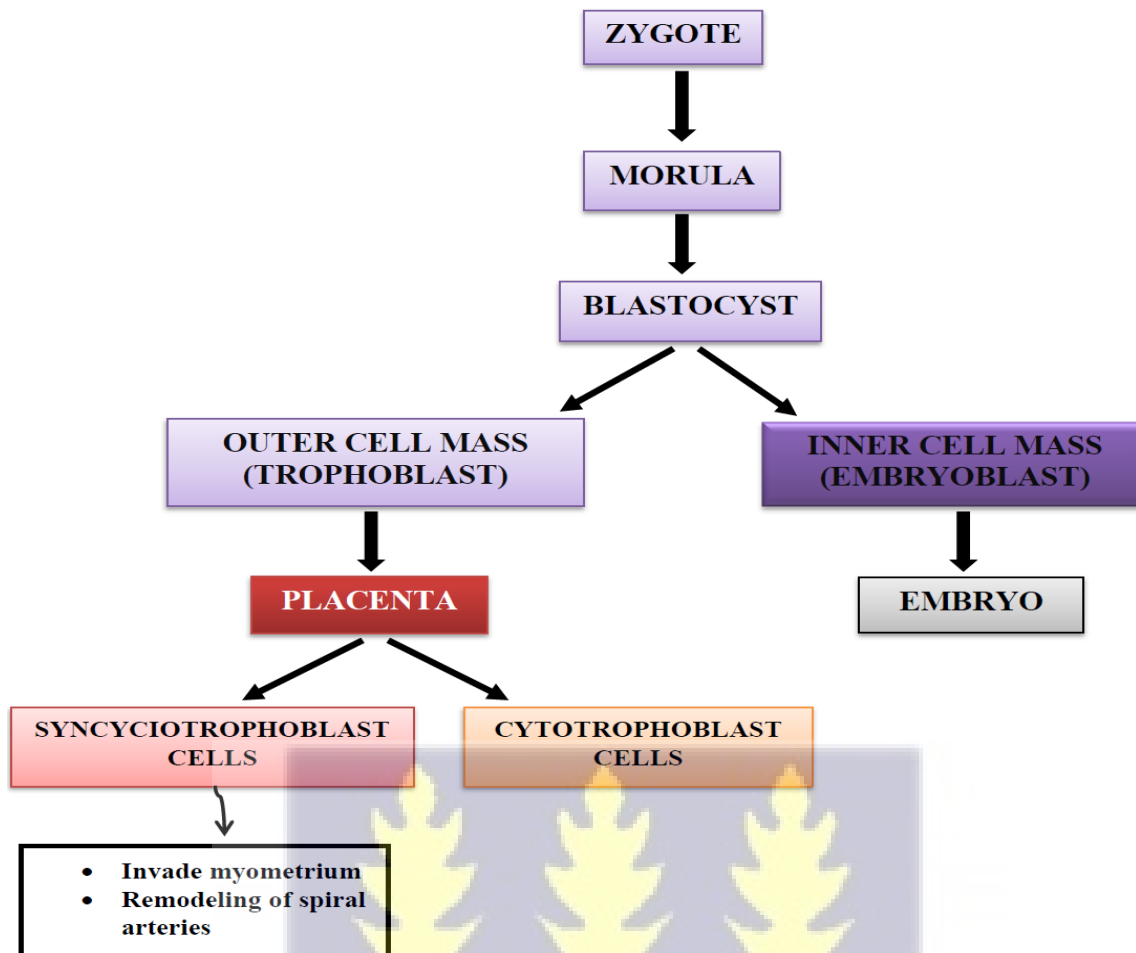 ZYGOTE
MORULA
BLASTOCYST
OUTER CELL MASS
(TROPHOBLAST)
INNER CELL MASS
(EMBRYOBLAST)
PLACENTA
EMBRYO
SYNCYCIOTROPHOBLAST
CELLS
CYTOTROPHOBLAST
CELLS
• Invade myometrium
• Remodeling of spiral
arteries